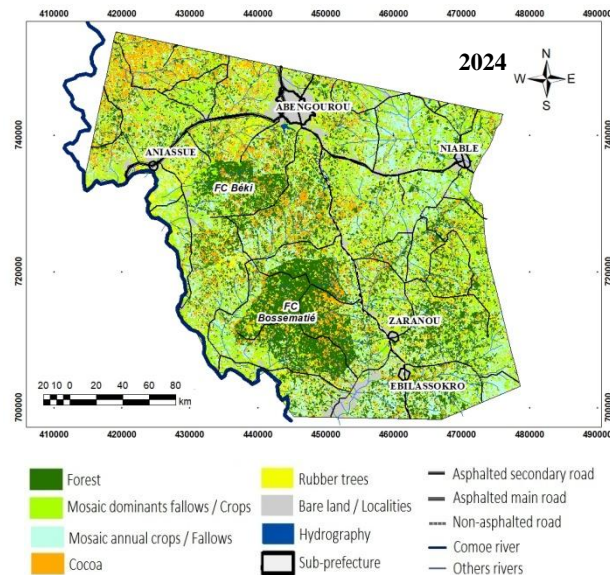 410000 420000 430000 440000 450000 460000 470000 480000 490000
2024
N
W E
S
ABENGOUROU
740000 740000
ANIASSUE
NIABLE
FC Béki
720000 720000
FC
Bossematié
ZARANOU
EBILASSOKRO
20 10 0 20 40 60 80
km
700000 700000
410000 420000 430000 440000 450000 460000 470000 480000 490000
Forest
Mosaic dominants fallows / Crops
Mosaic annual crops / Fallows
Cocoa
Rubber trees
Bare land / Localities
Hydrography
Sub-prefecture
Asphalted secondary road
Asphalted main road
Non-asphalted road
Comoe river
Others rivers